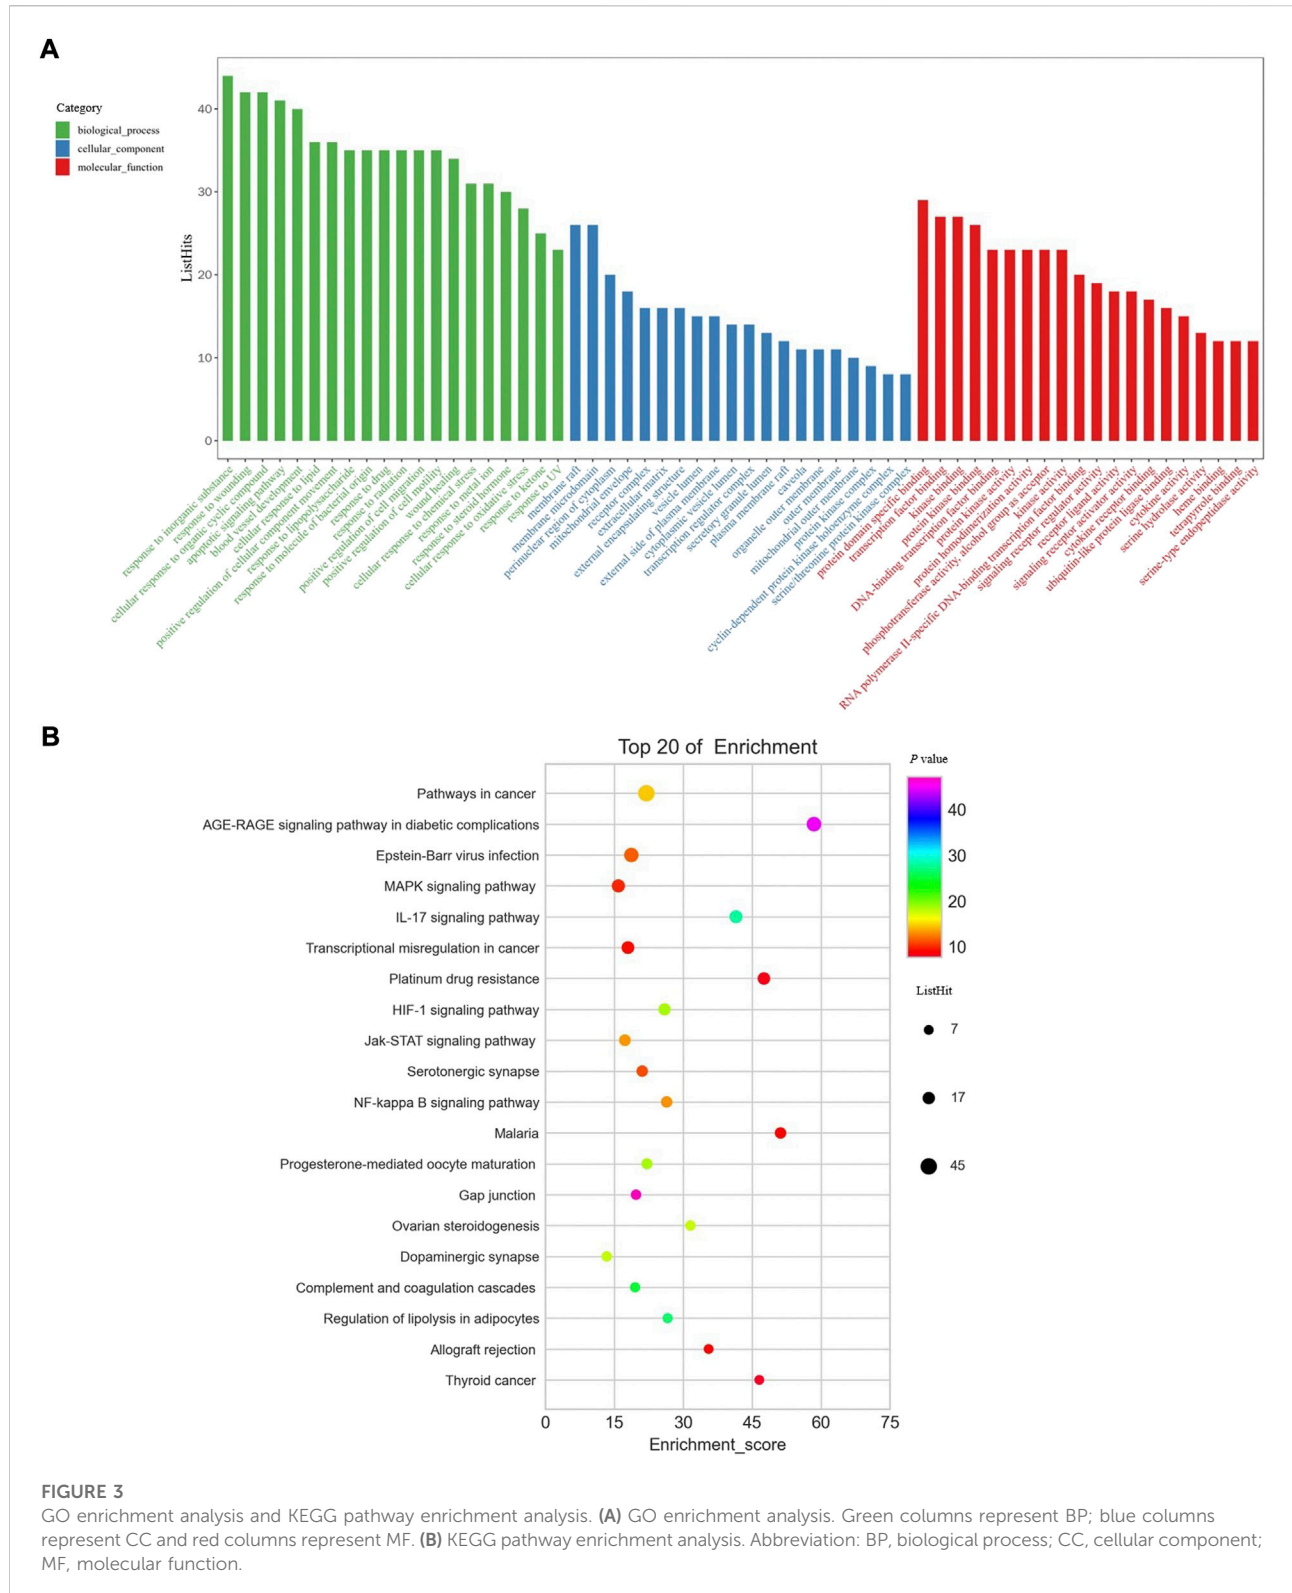 A
Category
biological_process
cellular_component
molecular_function
ListHits
40
30
20
10
0
response to inorganic substance
response to wounding
cellular response to organic cyclic compound
apoptotic signaling pathway
blood vessel development
cellular response to lipid
positive regulation of cellular component movement
response to lipopolysaccharide
response to molecule of bacterial origin
response to drug
response to radiation
positive regulation of cell migration
positive regulation of cell motility
wound healing
cellular response to chemical stress
response to metal ion
response to steroid hormone
cellular response to oxidative stress
response to ketone
response to UV
membrane raft
membrane microdomain
perinuclear region of cytoplasm
mitochondrial envelope
receptor complex
extracellular matrix
external encapsulating structure
vesicle lumen
external side of plasma membrane
cytoplasmic vesicle lumen
transcription regulator complex
secretory granule lumen
plasma membrane raft
caveola
organelle outer membrane
outer membrane
mitochondrial outer membrane
protein kinase complex
cyclin-dependent protein kinase holoenzyme complex
serine/threonine protein kinase complex
protein domain specific binding
transcription factor binding
kinase binding
DNA-binding transcription factor binding
protein kinase binding
protein homodimerization activity
protein kinase activity
phosphotransferase activity, alcohol group as acceptor
kinase activity
RNA polymerase II-specific DNA-binding transcription factor binding
signaling receptor regulator activity
receptor ligand activity
signaling receptor activator activity
cytokine receptor binding
ubiquitin-like protein ligase binding
cytokine activity
serine hydrolase activity
heme binding
tetrapyrrole binding
serine-type endopeptidase activity
B
Top 20 of Enrichment
Pathways in cancer
AGE-RAGE signaling pathway in diabetic complications
Epstein-Barr virus infection
MAPK signaling pathway
IL-17 signaling pathway
Transcriptional misregulation in cancer
Platinum drug resistance
HIF-1 signaling pathway
Jak-STAT signaling pathway
Serotonergic synapse
NF-kappa B signaling pathway
Malaria
Progesterone-mediated oocyte maturation
Gap junction
Ovarian steroidogenesis
Dopaminergic synapse
Complement and coagulation cascades
Regulation of lipolysis in adipocytes
Allograft rejection
Thyroid cancer
0 15 30 45 60 75
Enrichment_score
P value
40
30
20
10
ListHit
7
17
45
FIGURE 3
GO enrichment analysis and KEGG pathway enrichment analysis. (A) GO enrichment analysis. Green columns represent BP; blue columns
represent CC and red columns represent MF. (B) KEGG pathway enrichment analysis. Abbreviation: BP, biological process; CC, cellular component;
MF, molecular function.